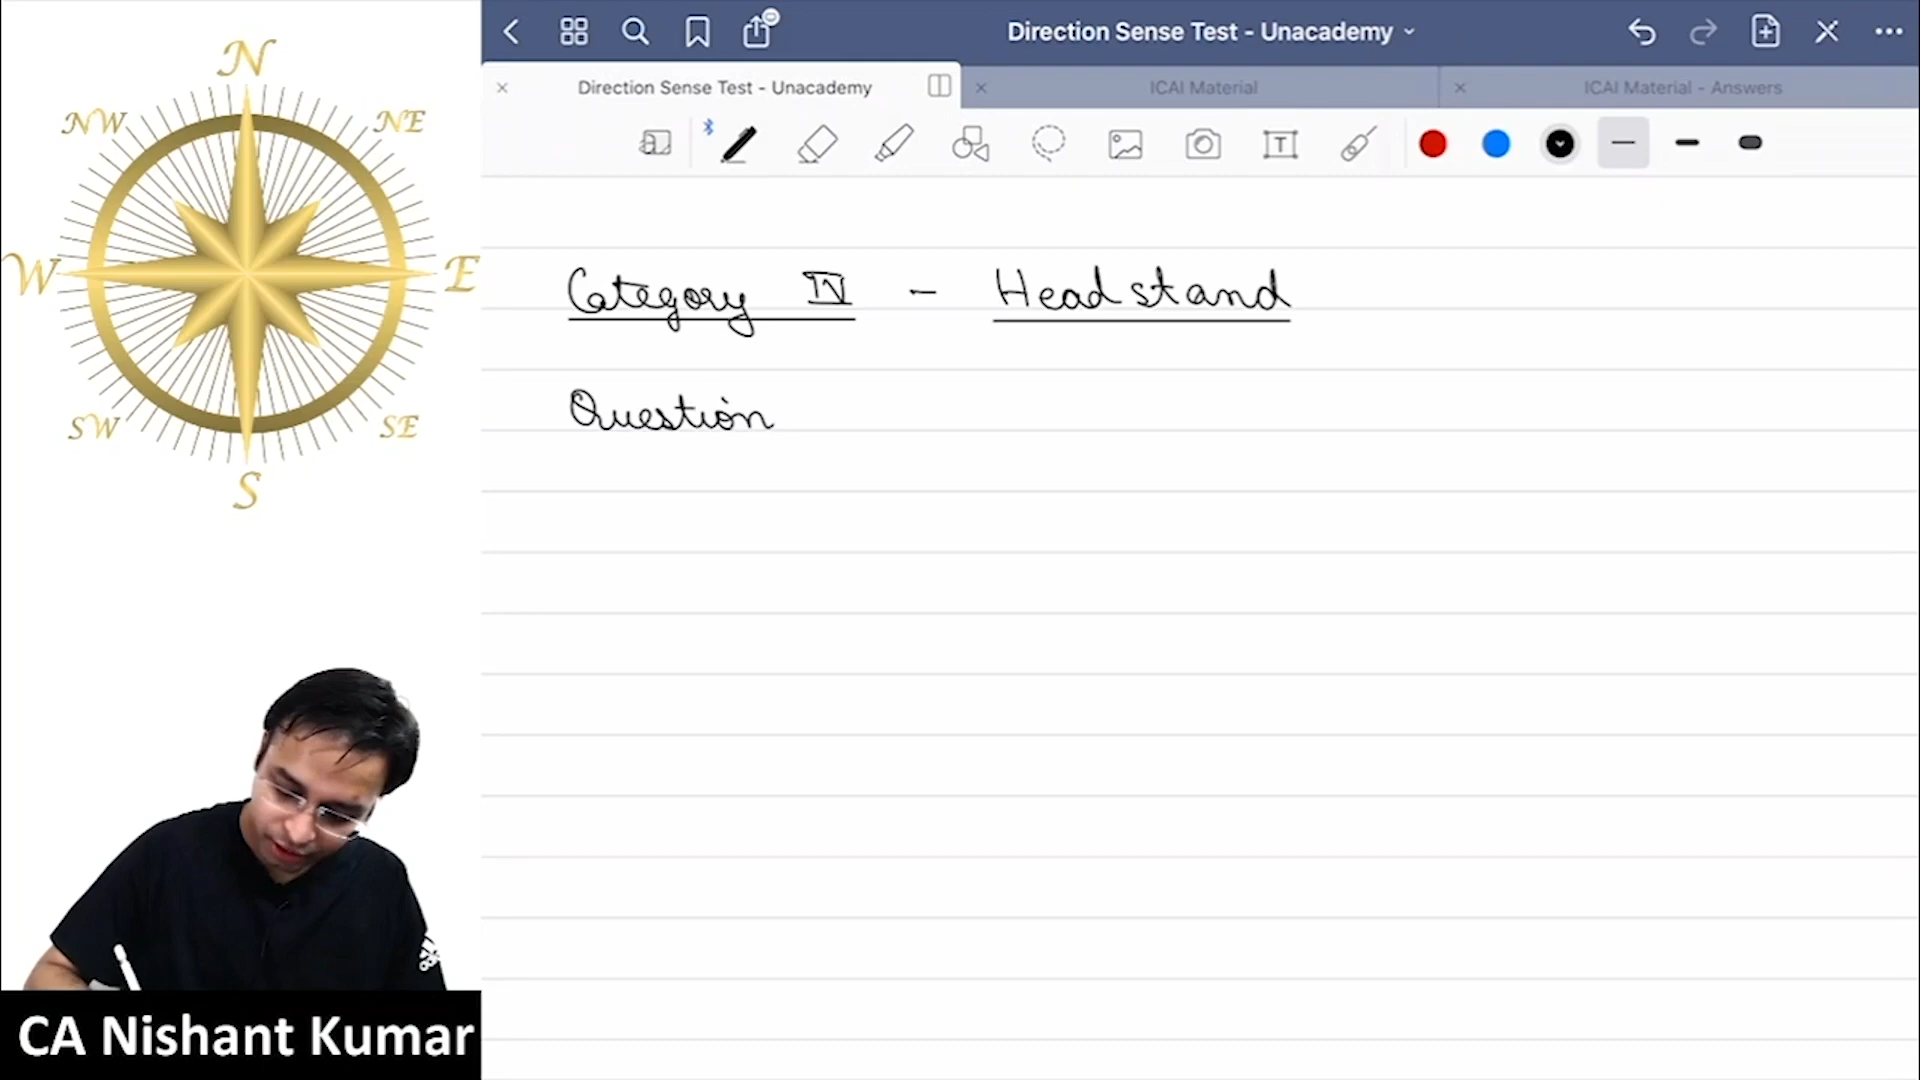 N
NW
NE
W
E
SW
SE
S
CA Nishant Kumar
Direction Sense Test - Unacademy
Direction Sense Test - Unacademy
ICAI Material
ICAI Material - Answers
T
Category IV - Headstand
Question